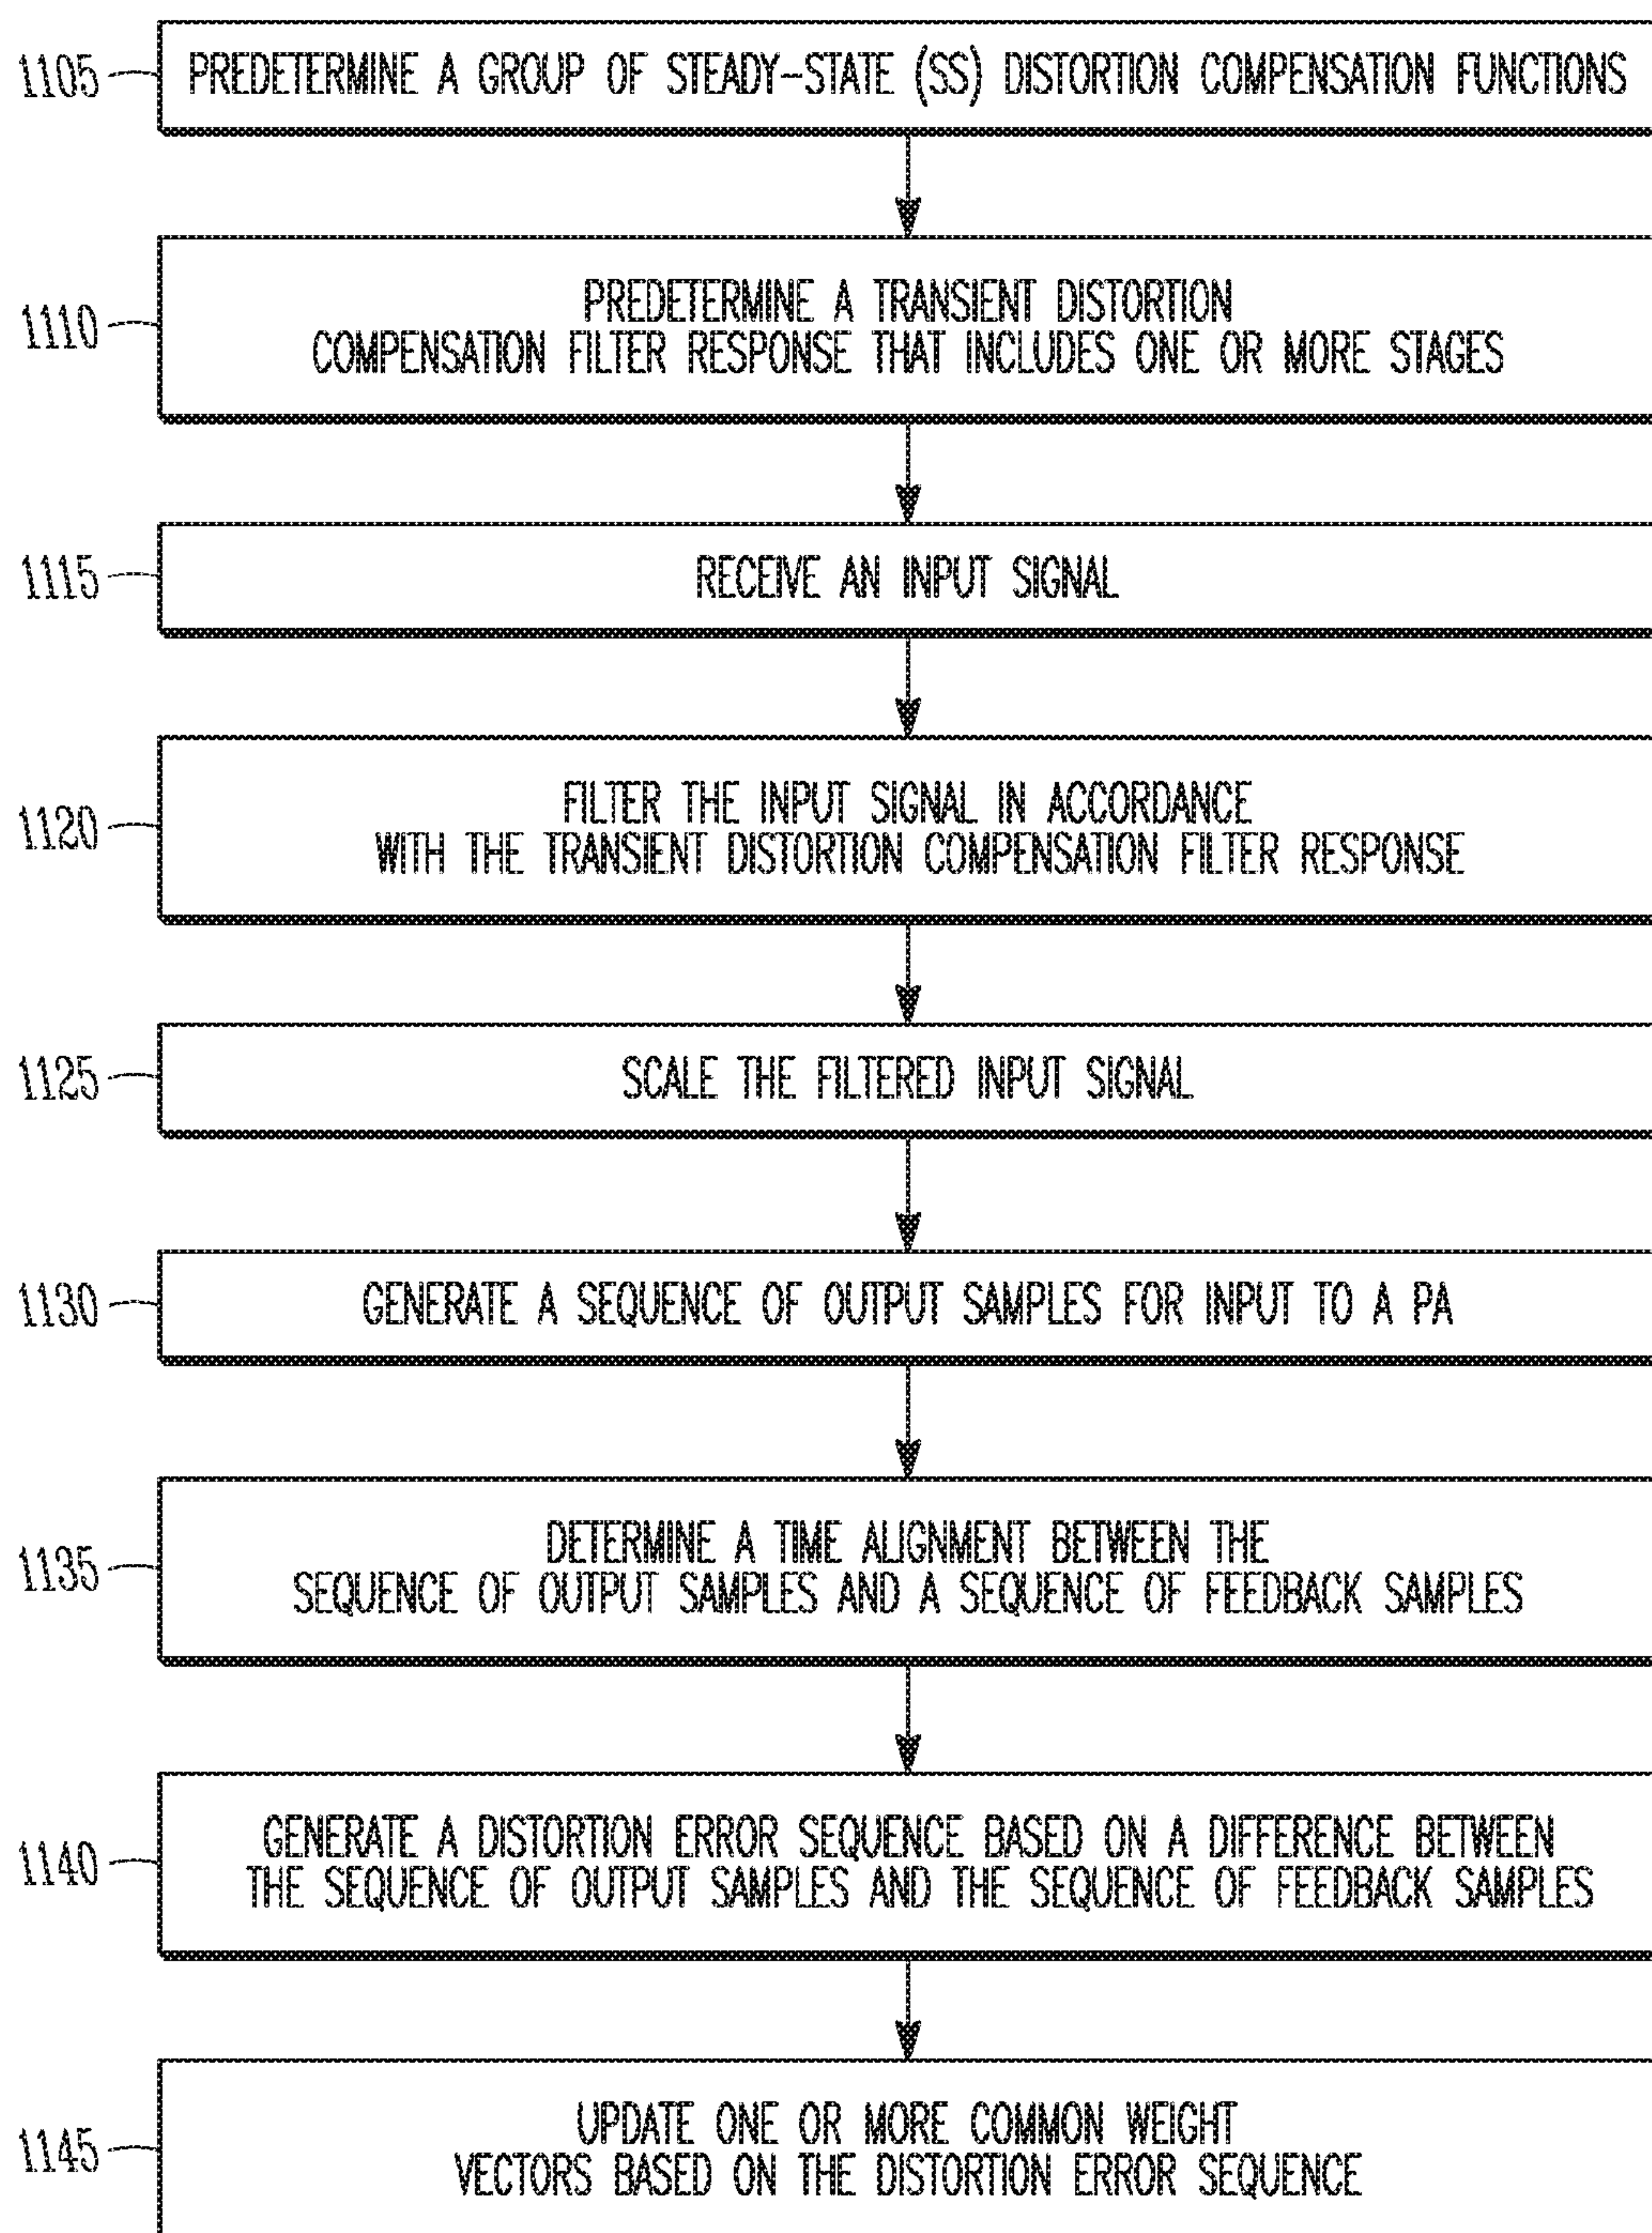 1105
PREDETERMINE A GROUP OF STEADY-STATE (SS) DISTORTION COMPENSATION FUNCTIONS
1110
PREDETERMINE A TRANSIENT DISTORTION
COMPENSATION FILTER RESPONSE THAT INCLUDES ONE OR MORE STAGES
1115
RECEIVE AN INPUT SIGNAL
1120
FILTER THE INPUT SIGNAL IN ACCORDANCE
WITH THE TRANSIENT DISTORTION COMPENSATION FILTER RESPONSE
1125
SCALE THE FILTERED INPUT SIGNAL
1130
GENERATE A SEQUENCE OF OUTPUT SAMPLES FOR INPUT TO A PA
1135
DETERMINE A TIME ALIGNMENT BETWEEN THE
SEQUENCE OF OUTPUT SAMPLES AND A SEQUENCE OF FEEDBACK SAMPLES
1140
GENERATE A DISTORTION ERROR SEQUENCE BASED ON A DIFFERENCE BETWEEN
THE SEQUENCE OF OUTPUT SAMPLES AND THE SEQUENCE OF FEEDBACK SAMPLES
1145
UPDATE ONE OR MORE COMMON WEIGHT
VECTORS BASED ON THE DISTORTION ERROR SEQUENCE